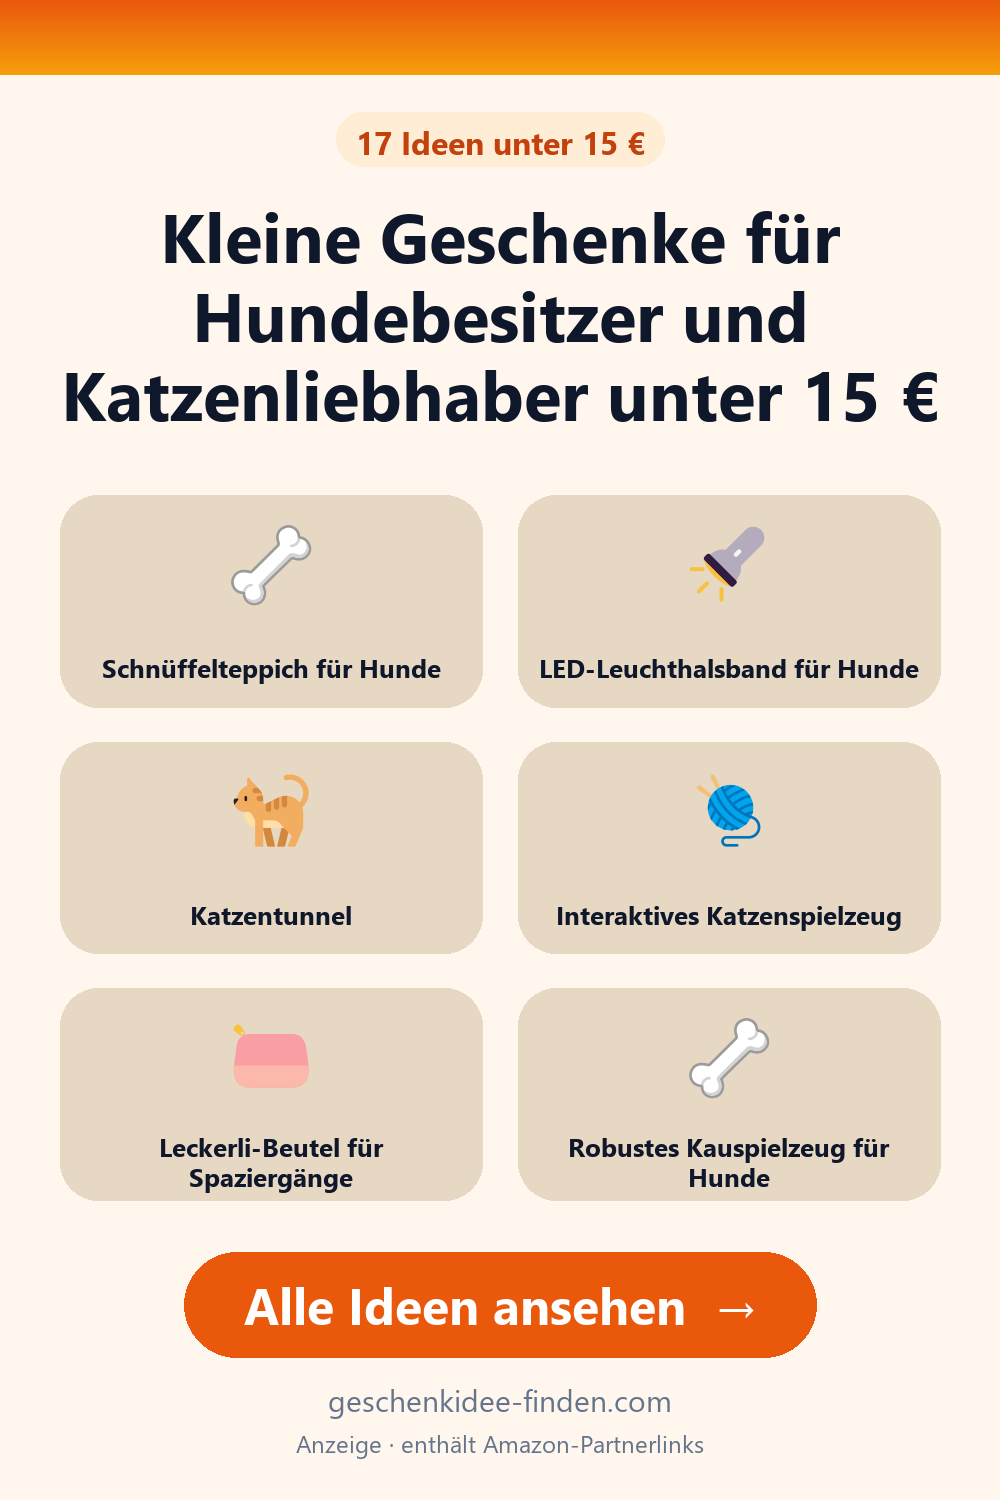 17 Ideen unter 15 €
Kleine Geschenke für
Hundebesitzer und
Katzenliebhaber unter 15 €
Schnüffelteppich für Hunde
LED-Leuchthalsband für Hunde
Katzentunnel
Interaktives Katzenspielzeug
Leckerli-Beutel für
Spaziergänge
Robustes Kauspielzeug für
Hunde
Alle Ideen ansehen →
geschenkidee-finden.com
Anzeige · enthält Amazon-Partnerlinks